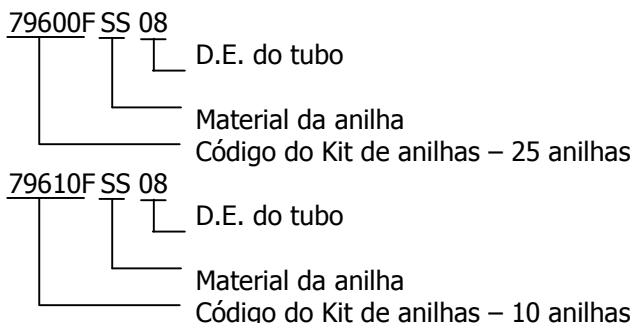 79600F SS 08
D.E. do tubo
Material da anilha
Código do Kit de anilhas – 25 anilhas
79610F SS 08
D.E. do tubo
Material da anilha
Código do Kit de anilhas – 10 anilhas